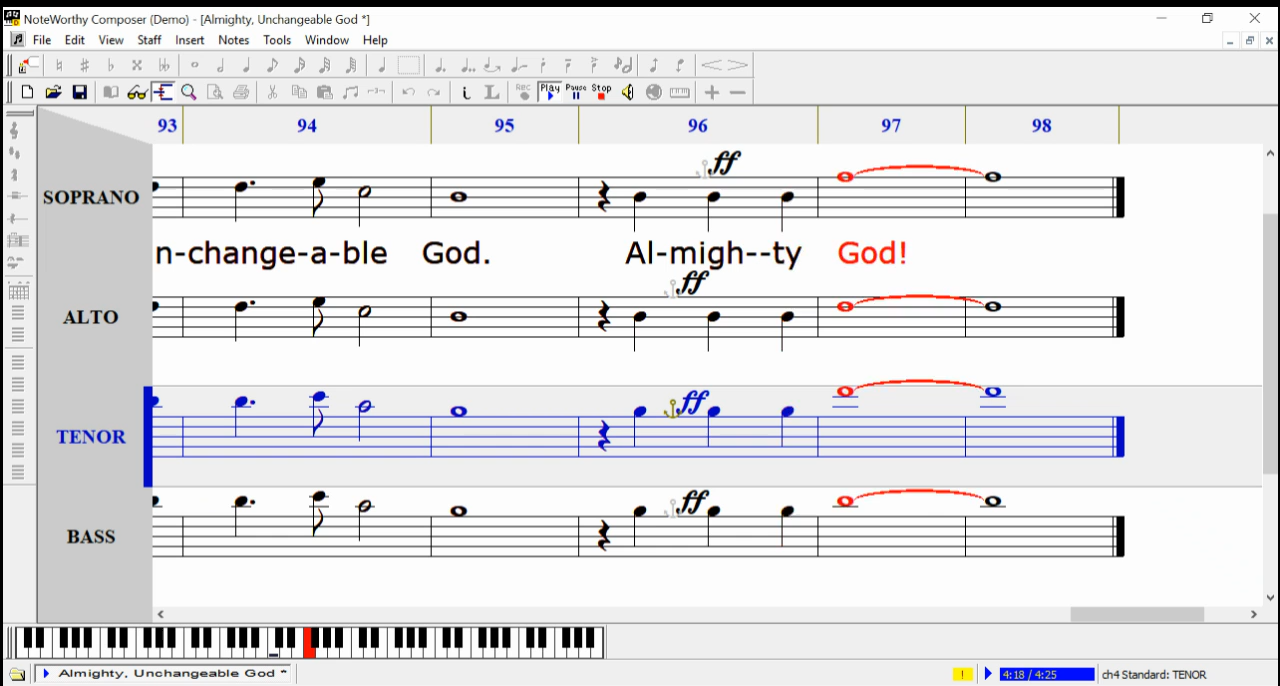 NoteWorthy Composer (Demo) - [Almighty, Unchangeable God *]
File Edit View Staff Insert Notes Tools Window Help
Rec Play Pause Stop
93 94 95 96 97 98
ff
SOPRANO
n-change-a-ble God. Al-migh--ty God!
ff
ALTO
ff
TENOR
ff
BASS
Almighty, Unchangeable God *
! 4:18 / 4:25 ch4 Standard: TENOR